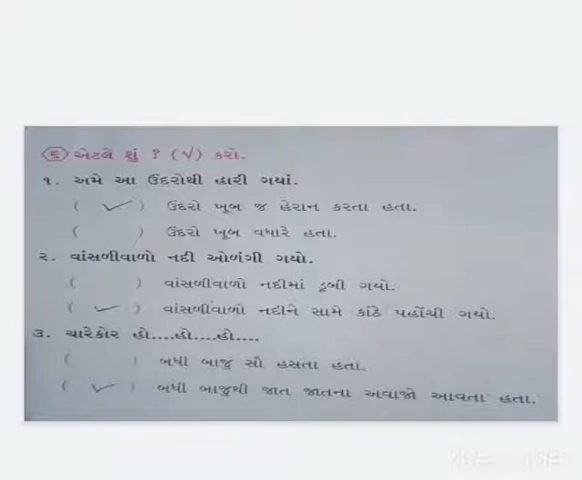 ૬ એટલે શું ? (√) કરો.
૧. અમે આ ઉંદરોથી હારી ગયાં.
( ✓ ) ઉંદરો ખૂબ જ હેરાન કરતા હતા.
( ) ઉંદરો ખૂબ વધારે હતા.
૨. વાંસળીવાળો નદી ઓળંગી ગયો.
( ) વાંસળીવાળો નદીમાં ડૂબી ગયો.
( ✓ ) વાંસળીવાળો નદીને સામે કાંઠે પહોંચી ગયો.
૩. ચારેકોર હો....હો....હો....
( ) બધી બાજુ સૌ હસતા હતા.
( ✓ ) બધી બાજુથી જાત જાતના અવાજો આવતા હતા.